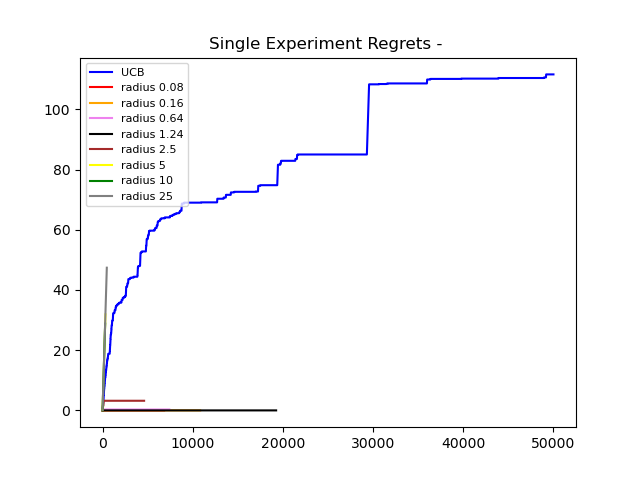 Single Experiment Regrets -
UCB
radius 0.08
radius 0.16
radius 0.64
radius 1.24
radius 2.5
radius 5
radius 10
radius 25
100
80
60
40
20
0
0 10000 20000 30000 40000 50000